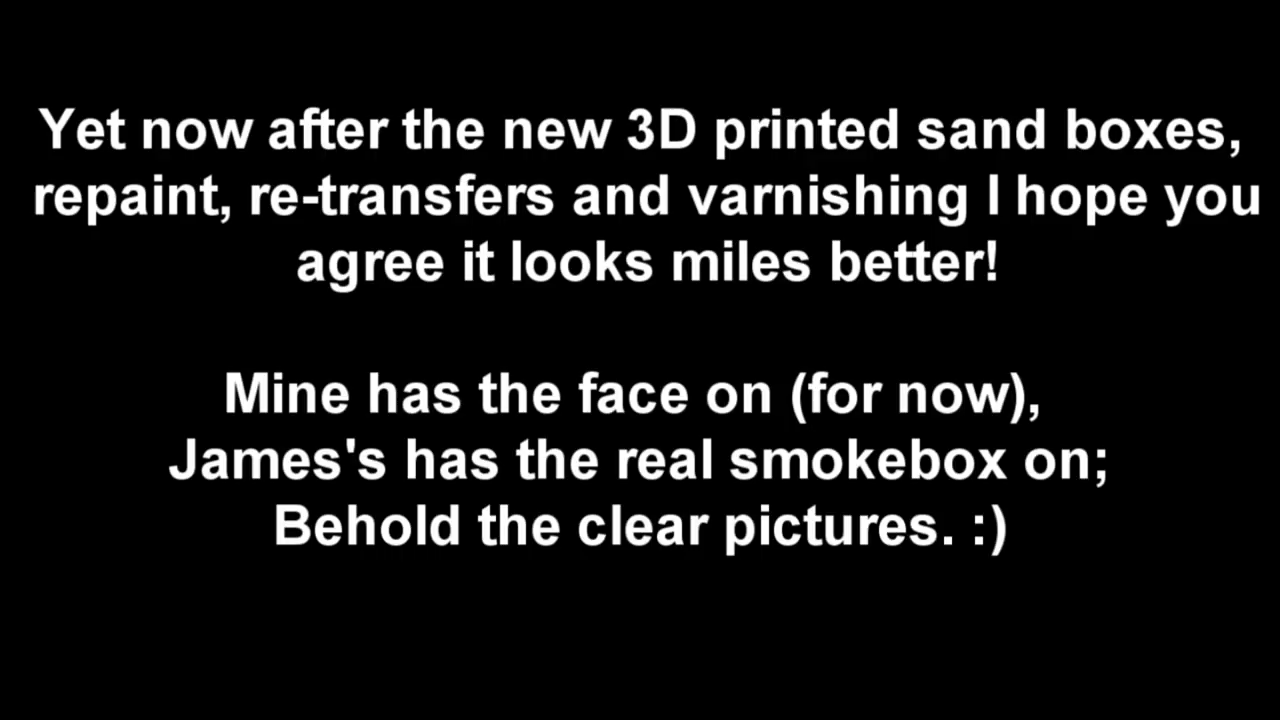 Yet now after the new 3D printed sand boxes,
repaint, re-transfers and varnishing I hope you
agree it looks miles better!
Mine has the face on (for now),
James's has the real smokebox on;
Behold the clear pictures. :)